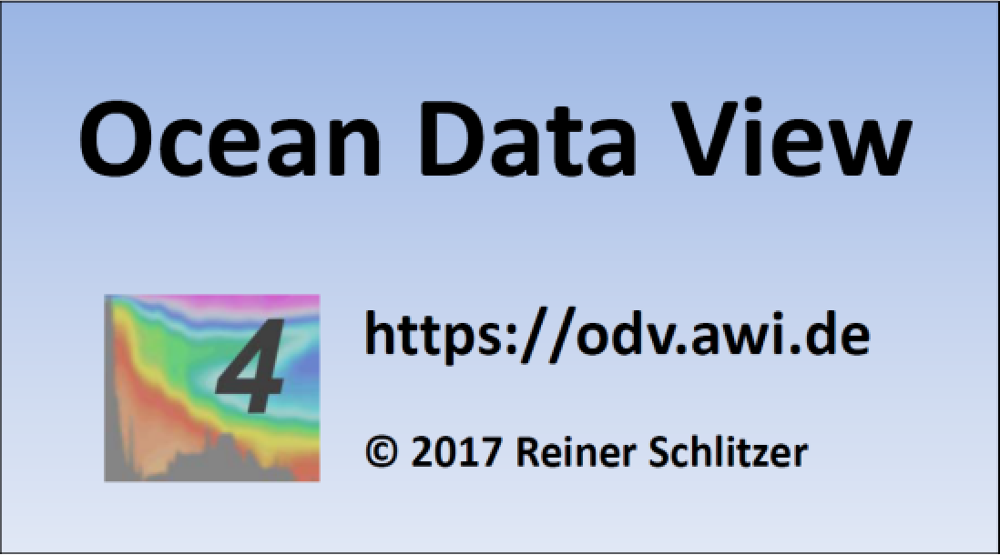 Ocean Data View
4
https://odv.awi.de
© 2017 Reiner Schlitzer